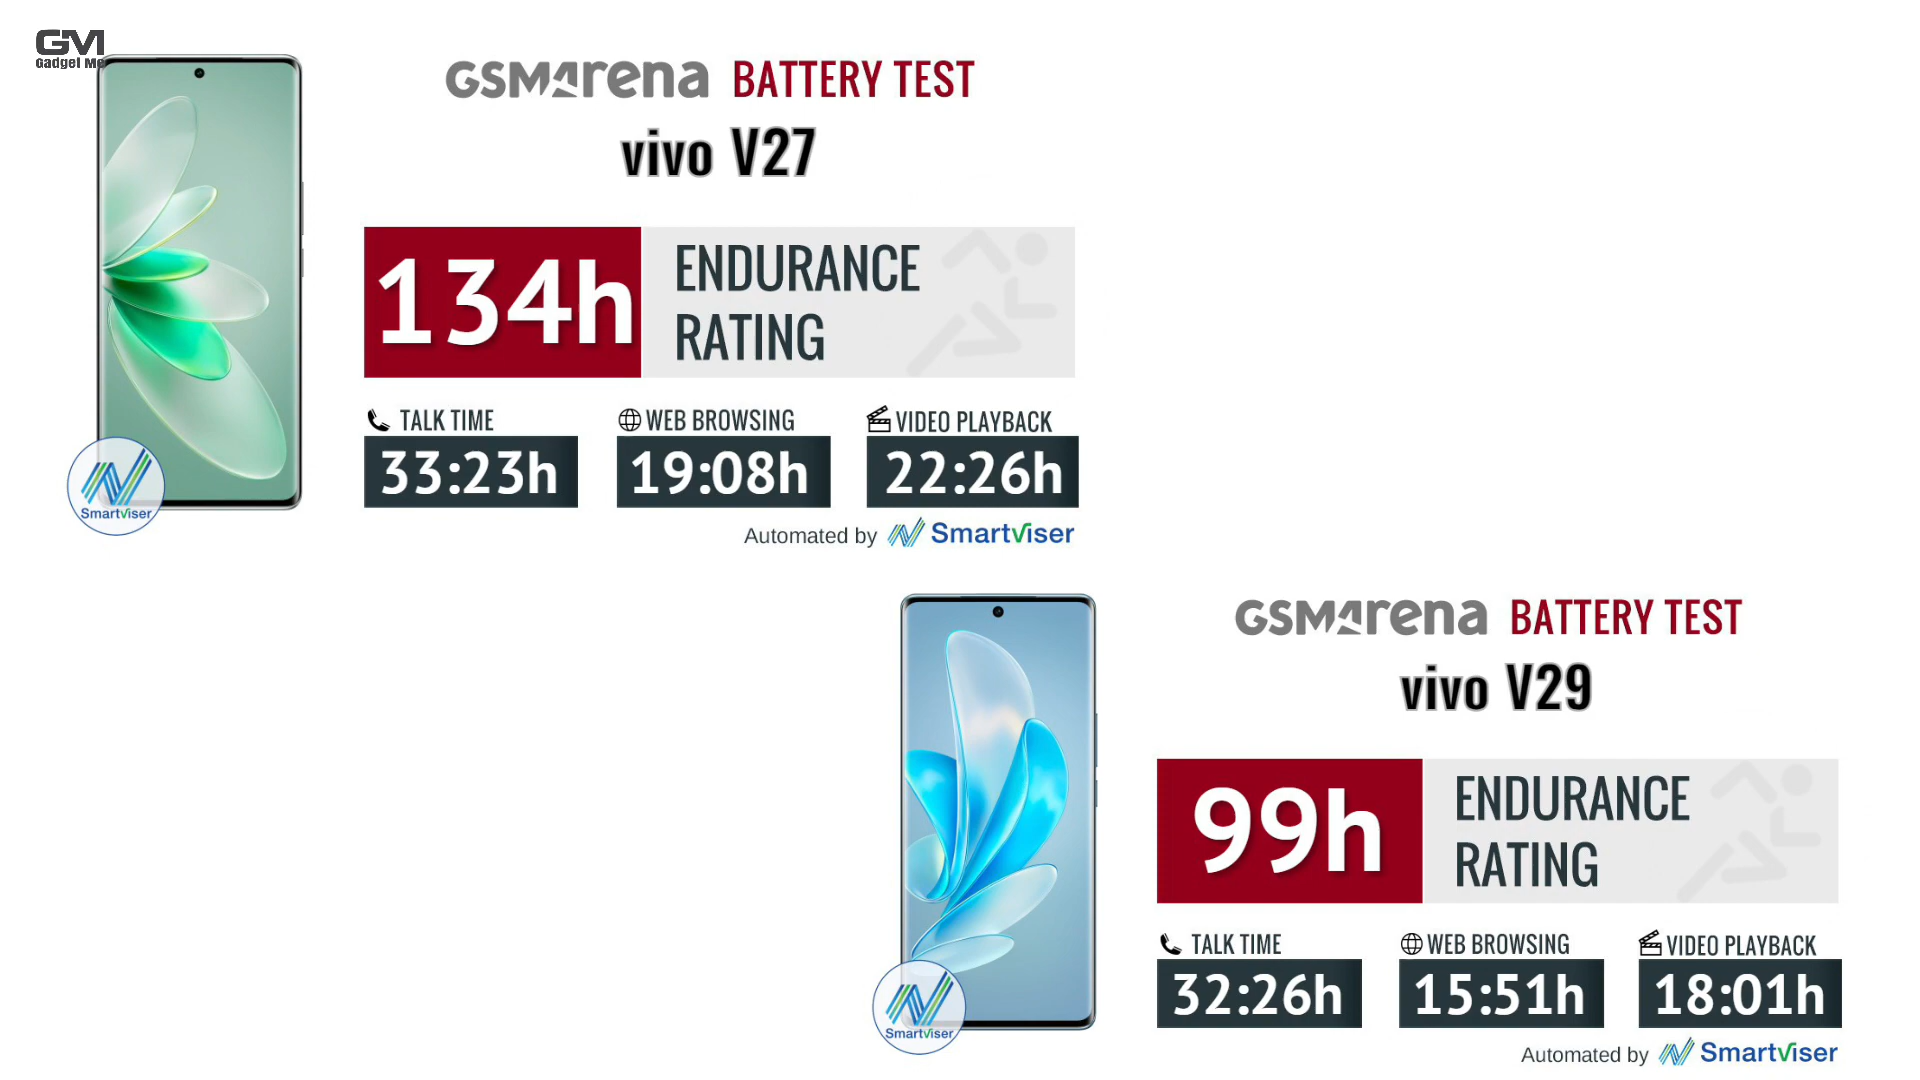 GM
Gadget Me
GSMArena BATTERY TEST
vivo V27
134h
ENDURANCE
RATING
TALK TIME
WEB BROWSING
VIDEO PLAYBACK
33:23h
19:08h
22:26h
Smartviser
Automated by Smartviser
GSMArena BATTERY TEST
vivo V29
99h
ENDURANCE
RATING
TALK TIME
WEB BROWSING
VIDEO PLAYBACK
32:26h
15:51h
18:01h
Smartviser
Automated by Smartviser